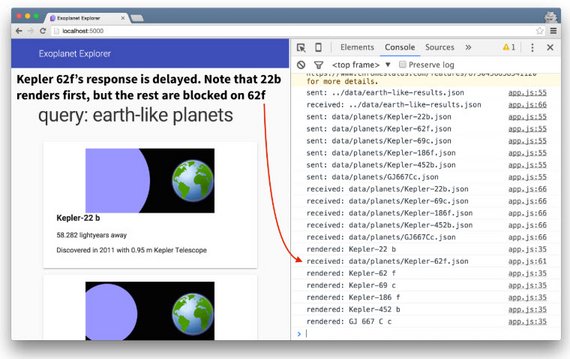 Exoplanet Explorer
localhost:5000
Exoplanet Explorer
Kepler 62f's response is delayed. Note that 22b
renders first, but the rest are blocked on 62f
query: earth-like planets
Kepler-22 b
58.282 lightyears away
Discovered in 2011 with 0.95 m Kepler Telescope
Elements Console Sources » 1
<top frame> Preserve log
for more details.
sent: ../data/earth-like-results.json app.js:55
received: ../data/earth-like-results.json app.js:66
sent: data/planets/Kepler-22b.json app.js:55
sent: data/planets/Kepler-62f.json app.js:55
sent: data/planets/Kepler-69c.json app.js:55
sent: data/planets/Kepler-186f.json app.js:55
sent: data/planets/Kepler-452b.json app.js:55
sent: data/planets/GJ667Cc.json app.js:55
received: data/planets/Kepler-22b.json app.js:66
received: data/planets/Kepler-69c.json app.js:66
received: data/planets/Kepler-186f.json app.js:66
received: data/planets/Kepler-452b.json app.js:66
received: data/planets/GJ667Cc.json app.js:66
rendered: Kepler-22 b app.js:35
received: data/planets/Kepler-62f.json app.js:61
rendered: Kepler-62 f app.js:35
rendered: Kepler-69 c app.js:35
rendered: Kepler-186 f app.js:35
rendered: Kepler-452 b app.js:35
rendered: GJ 667 C c app.js:35
>